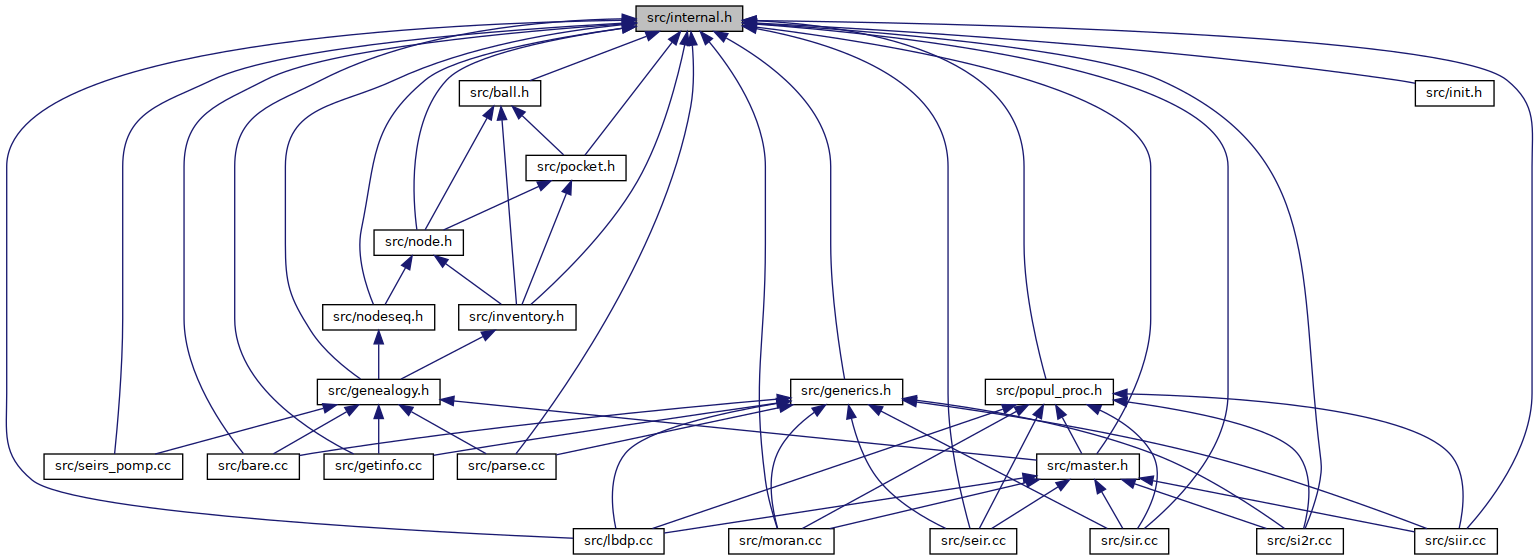 src/internal.h
src/ball.h
src/init.h
src/pocket.h
src/node.h
src/nodeseq.h
src/inventory.h
src/genealogy.h
src/generics.h
src/popul_proc.h
src/seirs_pomp.cc
src/bare.cc
src/getinfo.cc
src/parse.cc
src/master.h
src/lbdp.cc
src/moran.cc
src/seir.cc
src/sir.cc
src/si2r.cc
src/siir.cc